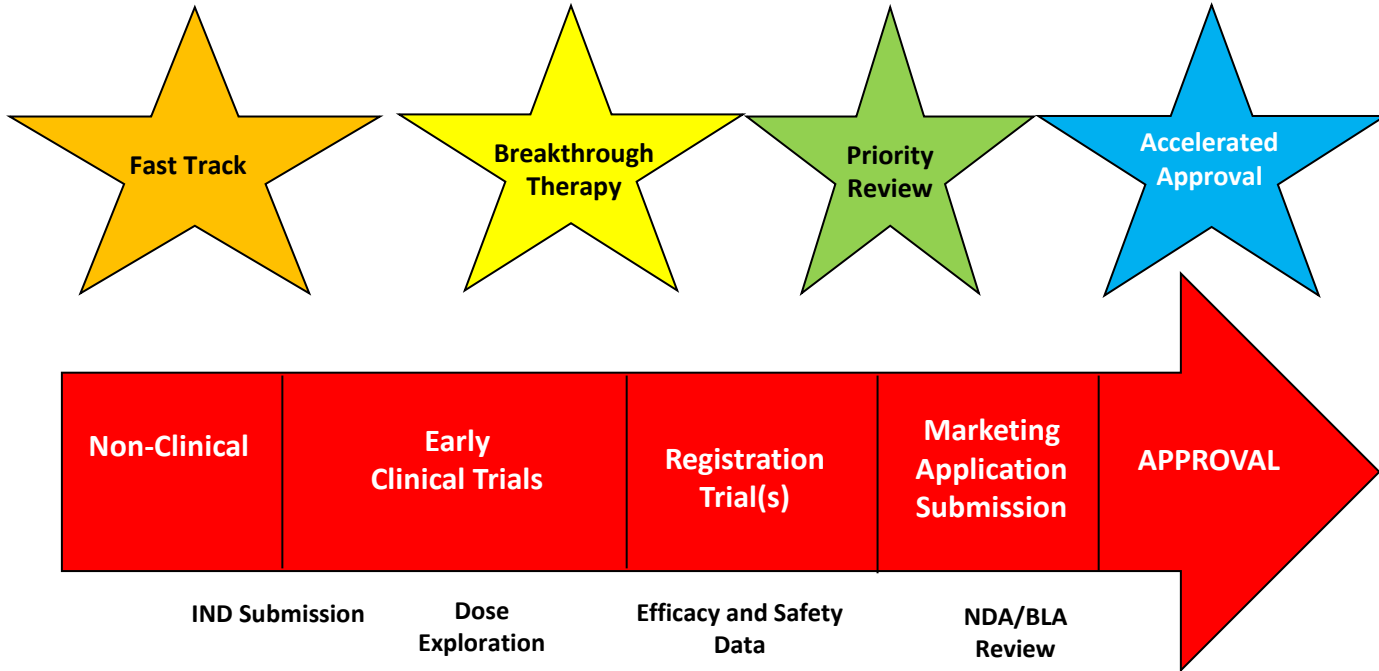 Fast Track
Breakthrough
Therapy
Priority
Review
Accelerated
Approval
Non-Clinical
Early
Clinical Trials
Registration
Trial(s)
Marketing
Application
Submission
APPROVAL
IND Submission
Dose
Exploration
Efficacy and Safety
Data
NDA/BLA
Review